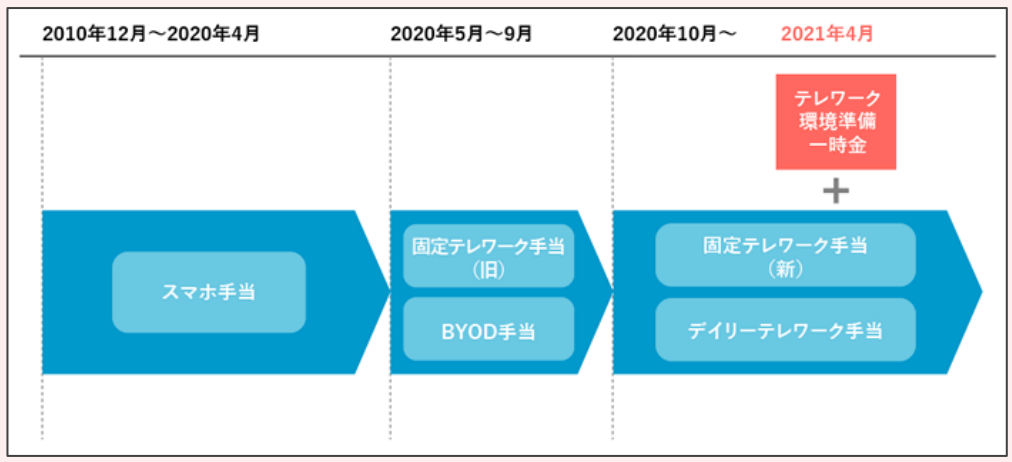 2010年12月～2020年4月
2020年5月～9月
2020年10月～
2021年4月
テレワーク
環境準備
一時金
+
スマホ手当
固定テレワーク手当
（旧）
BYOD手当
固定テレワーク手当
（新）
デイリーテレワーク手当